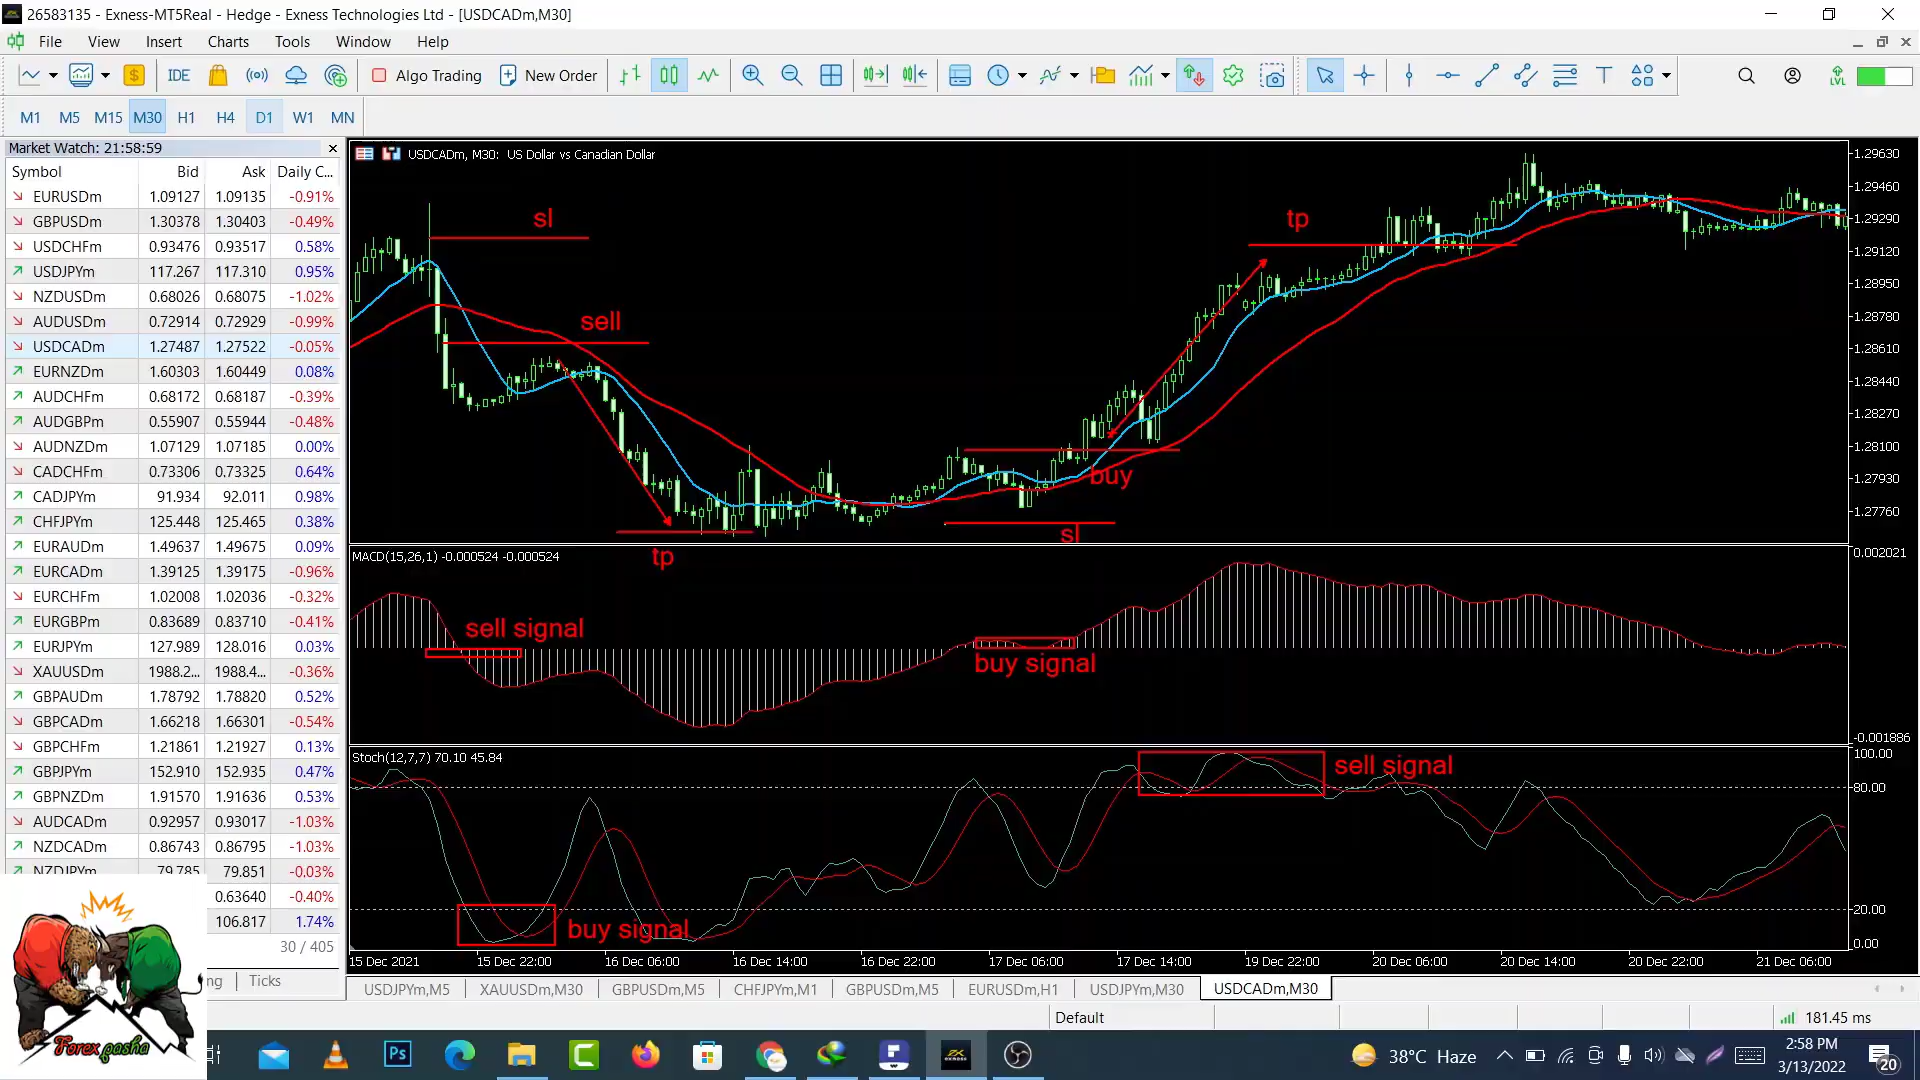 26583135 - Exness-MT5Real - Hedge - Exness Technologies Ltd - [USDCADm,M30]
File View Insert Charts Tools Window Help
IDE Algo Trading New Order
M1 M5 M15 M30 H1 H4 D1 W1 MN
Market Watch: 21:58:59
Symbol Bid Ask Daily C...
EURUSDm 1.09127 1.09135 -0.91%
GBPUSDm 1.30378 1.30403 -0.49%
USDCHFm 0.93476 0.93517 0.58%
USDJPYm 117.267 117.310 0.95%
NZDUSDm 0.68026 0.68075 -1.02%
AUDUSDm 0.72914 0.72929 -0.99%
USDCADm 1.27487 1.27522 -0.05%
EURNZDm 1.60303 1.60449 0.08%
AUDCHFm 0.68172 0.68187 -0.39%
AUDGBPm 0.55907 0.55944 -0.48%
AUDNZDm 1.07129 1.07185 0.00%
CADCHFm 0.73306 0.73325 0.64%
CADJPYm 91.934 92.011 0.98%
CHFJPYm 125.448 125.465 0.38%
EURAUDm 1.49637 1.49675 0.09%
EURCADm 1.39125 1.39175 -0.96%
EURCHFm 1.02008 1.02036 -0.32%
EURGBPm 0.83689 0.83710 -0.41%
EURJPYm 127.989 128.016 0.03%
XAUUSDm 1988.2... 1988.4... -0.36%
GBPAUDm 1.78792 1.78820 0.52%
GBPCADm 1.66218 1.66301 -0.54%
GBPCHFm 1.21861 1.21927 0.13%
GBPJPYm 152.910 152.935 0.47%
GBPNZDm 1.91570 1.91636 0.53%
AUDCADm 0.92957 0.93017 -1.03%
NZDCADm 0.86743 0.86795 -1.03%
NZDJPYm 79.785 79.851 -0.03%
0.63640 -0.40%
106.817 1.74%
30 / 405
ng Ticks
Forex pasha
USDCADm, M30: US Dollar vs Canadian Dollar
sl
tp
sell
buy
sl
tp
1.29630
1.29460
1.29290
1.29120
1.28950
1.28780
1.28610
1.28440
1.28270
1.28100
1.27930
1.27760
MACD(15,26,1) -0.000524 -0.000524
sell signal
buy signal
0.002021
-0.001886
Stoch(12,7,7) 70.10 45.84
sell signal
buy signal
100.00
80.00
20.00
0.00
15 Dec 2021 15 Dec 22:00 16 Dec 06:00 16 Dec 14:00 16 Dec 22:00 17 Dec 06:00 17 Dec 14:00 19 Dec 22:00 20 Dec 06:00 20 Dec 14:00 20 Dec 22:00 21 Dec 06:00
USDJPYm,M5 XAUUSDm,M30 GBPUSDm,M5 CHFJPYm,M1 GBPUSDm,M5 EURUSDm,H1 USDJPYm,M30 USDCADm,M30
Default 181.45 ms
Ps
38°C Haze
2:58 PM
3/13/2022
20